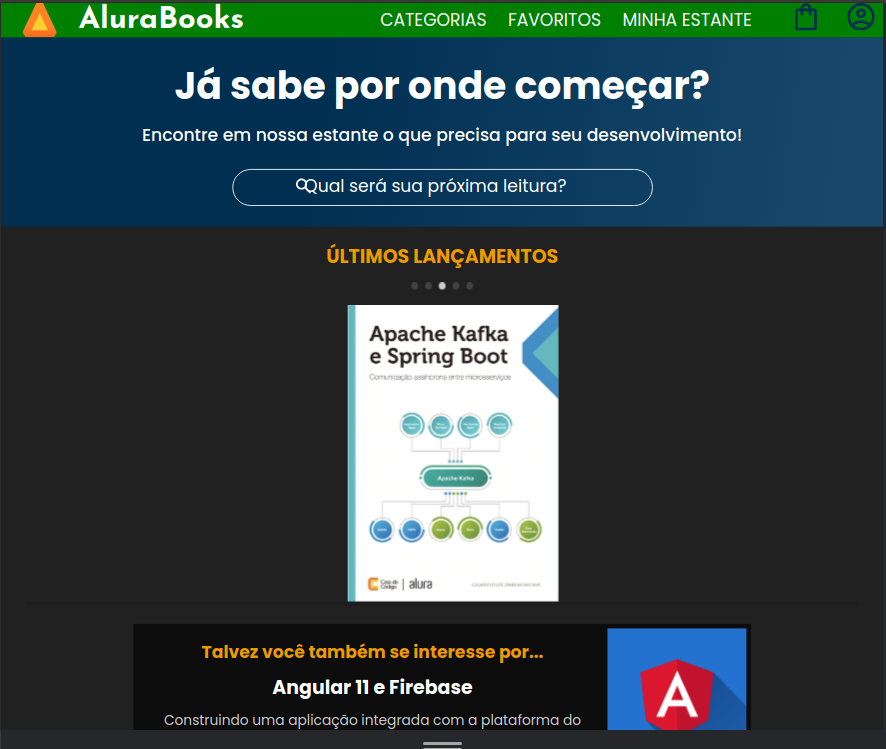 AluraBooks
CATEGORIAS FAVORITOS MINHA ESTANTE
Já sabe por onde começar?
Encontre em nossa estante o que precisa para seu desenvolvimento!
Qual será sua próxima leitura?
ÚLTIMOS LANÇAMENTOS
Apache Kafka
e Spring Boot
Comunicação assíncrona entre microsserviços
Apache Kafka
Casa do
Código
alura
Talvez você também se interesse por...
Angular 11 e Firebase
Construindo uma aplicação integrada com a plataforma do